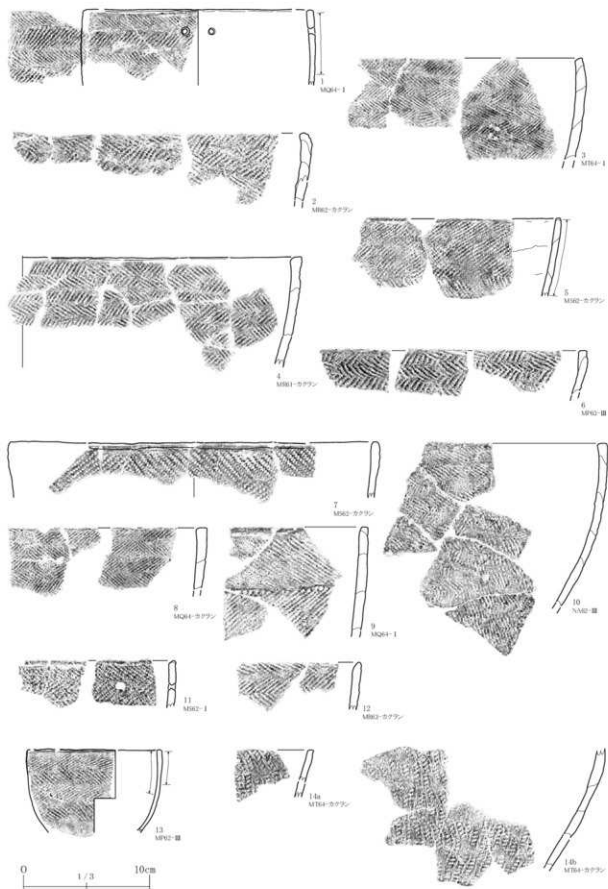 1
MQ64-I
2
MR62-カクラン
3
MT64-I
4
MR61-カクラン
5
MS62-カクラン
6
MP62-III
7
MS62-カクラン
8
MQ64-カクラン
9
MQ64-I
10
NA62-III
11
MS62-I
12
MR63-カクラン
13
MP62-III
14a
MT64-カクラン
14b
MT64-カクラン
0 1/3 10cm